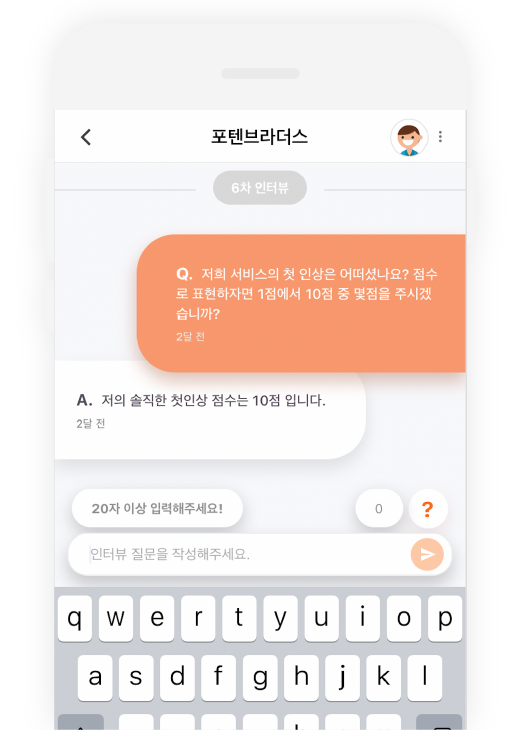 포텐브라더스
6차 인터뷰
Q. 저희 서비스의 첫 인상은 어떠셨나요? 점수
로 표현하자면 1점에서 10점 중 몇점을 주시겠
습니까?
2달 전
A. 저의 솔직한 첫인상 점수는 10점 입니다.
2달 전
20자 이상 입력해주세요!
0
?
인터뷰 질문을 작성해주세요.
q w e r t y u i o p
a s d f g h j k l